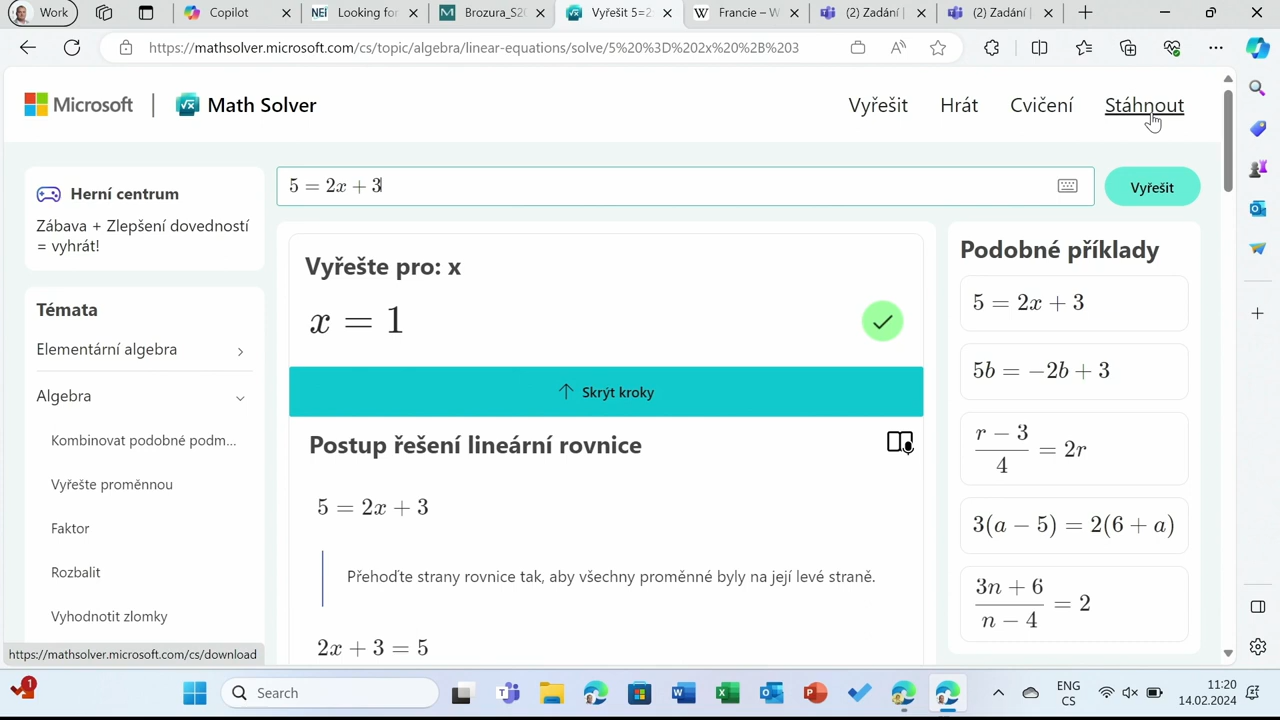 Work
Copilot
Looking for
Brozura_S2(
Vyřešit 5=2
encie – W
(2) Zadání
(2) Zadání
https://mathsolver.microsoft.com/cs/topic/algebra/linear-equations/solve/5%20%3D%202x%20%2B%203
Microsoft | Math Solver
Vyřešit Hrát Cvičení Stáhnout
Herní centrum
Zábava + Zlepšení dovedností
= vyhrát!
Témata
Elementární algebra
Algebra
Kombinovat podobné podm...
Vyřešte proměnnou
Faktor
Rozbalit
Vyhodnotit zlomky
https://mathsolver.microsoft.com/cs/download
5 = 2x + 3
Vyřešit
Vyřešte pro: x
x = 1
Skrýt kroky
Postup řešení lineární rovnice
5 = 2x + 3
Přehoďte strany rovnice tak, aby všechny proměnné byly na její levé straně.
2x + 3 = 5
Podobné příklady
5 = 2x + 3
5b = −2b + 3
(r − 3)/4 = 2r
3(a − 5) = 2(6 + a)
(3n + 6)/(n − 4) = 2
1
Search
ENG
CS
11:20
14.02.2024